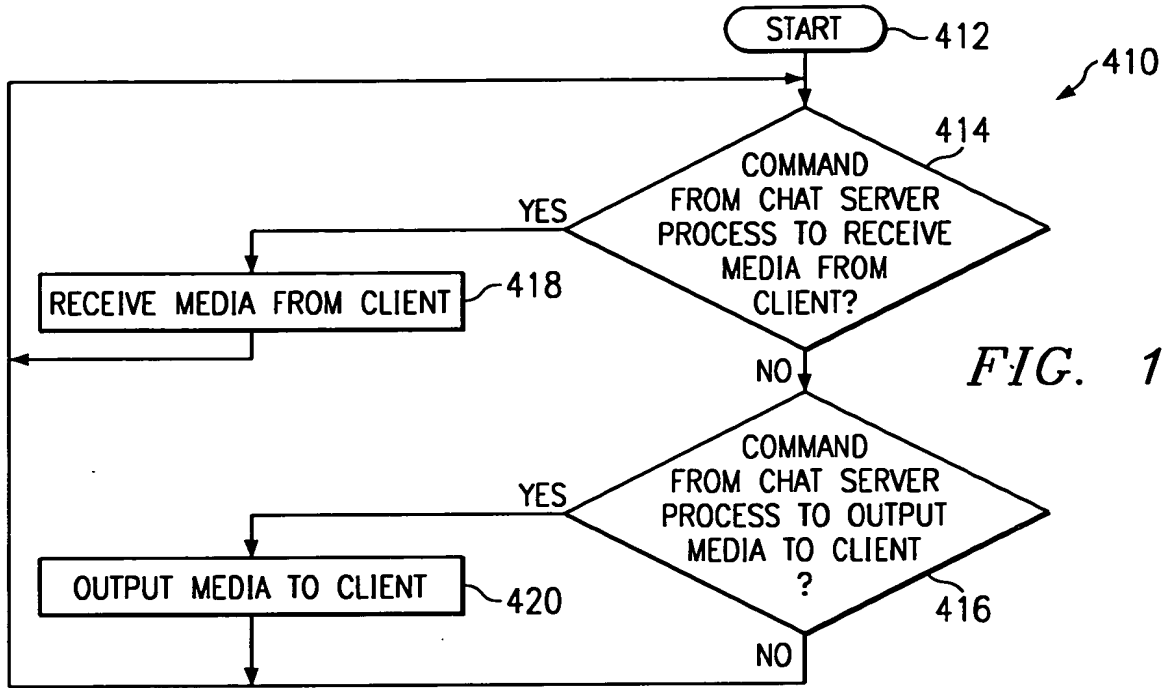 START
412
410
414
COMMAND
FROM CHAT SERVER
PROCESS TO RECEIVE
MEDIA FROM
CLIENT?
YES
RECEIVE MEDIA FROM CLIENT
418
NO
FIG. 1
COMMAND
FROM CHAT SERVER
PROCESS TO OUTPUT
MEDIA TO CLIENT
?
YES
OUTPUT MEDIA TO CLIENT
420
416
NO